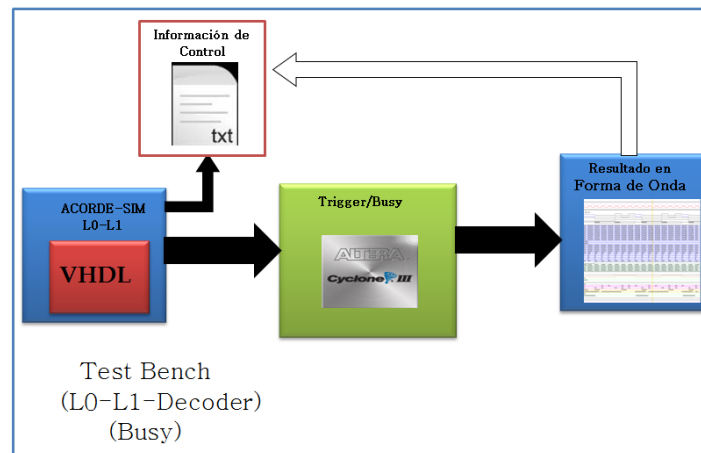 Información de
Control
txt
ACORDE-SIM
L0-L1
VHDL
Trigger/Busy
ALTERA
Cyclone III
Resultado en
Forma de Onda
Test Bench
(L0-L1-Decoder)
(Busy)